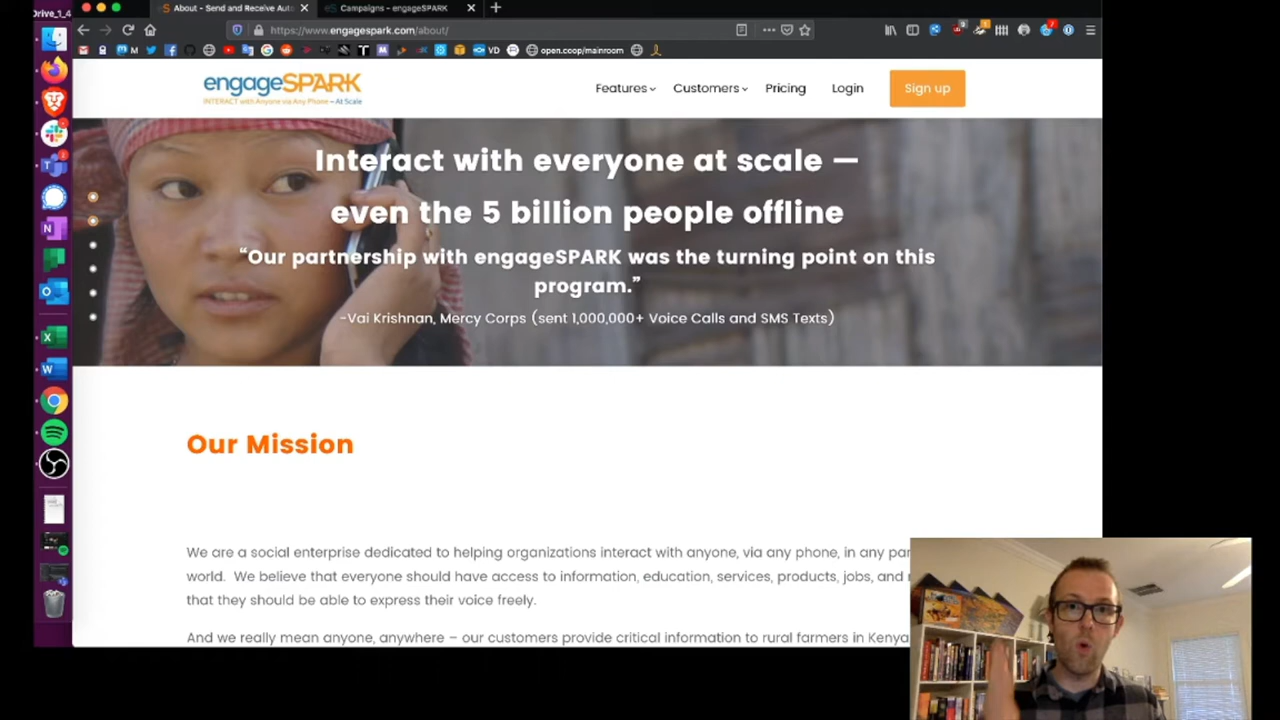 Drive_1_4
About - Send and Receive Auto
Campaigns - engageSPARK
https://www.engagespark.com/about/
M
VD
open.coop/mainroom
engageSPARK
INTERACT with Anyone via Any Phone – At Scale
Features
Customers
Pricing
Login
Sign up
Interact with everyone at scale —
even the 5 billion people offline
“Our partnership with engageSPARK was the turning point on this
program.”
-Vai Krishnan, Mercy Corps (sent 1,000,000+ Voice Calls and SMS Texts)
Our Mission
We are a social enterprise dedicated to helping organizations interact with anyone, via any phone, in any
world. We believe that everyone should have access to information, education, services, products, jobs, and
that they should be able to express their voice freely.
And we really mean anyone, anywhere – our customers provide critical information to rural farmers in Kenya